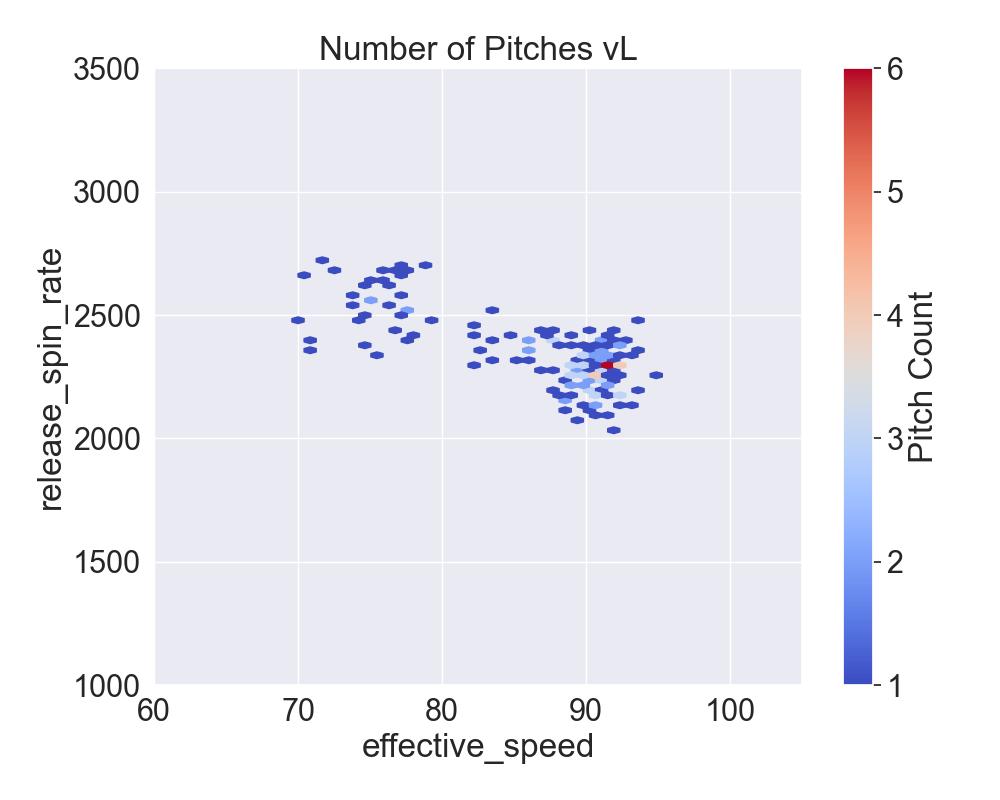 Number of Pitches vL
3500
3000
2500
2000
1500
1000
release_spin_rate
60 70 80 90 100
effective_speed
6
5
4
3
2
1
Pitch Count